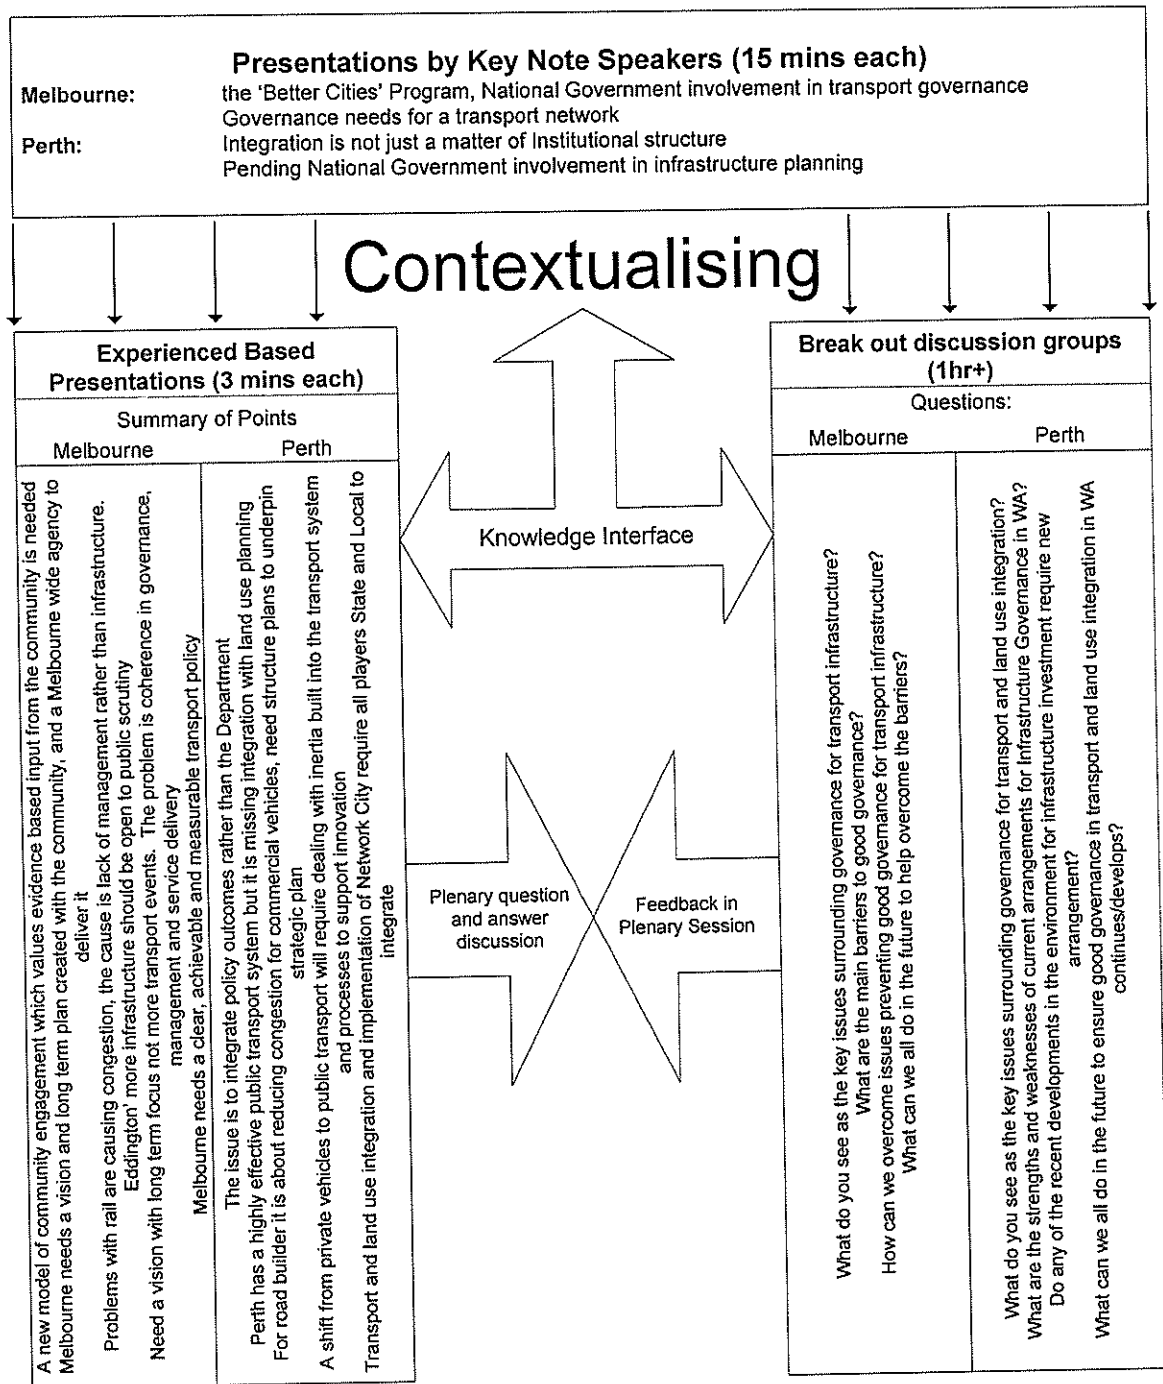 Presentations by Key Note Speakers (15 mins each)
Melbourne: the 'Better Cities' Program, National Government involvement in transport governance
Governance needs for a transport network
Perth: Integration is not just a matter of Institutional structure
Pending National Government involvement in infrastructure planning
Contextualising
Experienced Based
Presentations (3 mins each)
Summary of Points
Melbourne Perth
A new model of community engagement which values evidence based input from the community is needed
Melbourne needs a vision and long term plan created with the community, and a Melbourne wide agency to
deliver it
Problems with rail are causing congestion, the cause is lack of management rather than infrastructure.
Eddington' more infrastructure should be open to public scrutiny
Need a vision with long term focus not more transport events. The problem is coherence in governance,
management and service delivery
Melbourne needs a clear, achievable and measurable transport policy
The issue is to integrate policy outcomes rather than the Department
Perth has a highly effective public transport system but it is missing integration with land use planning
For road builder it is about reducing congestion for commercial vehicles, need structure plans to underpin
strategic plan
A shift from private vehicles to public transport will require dealing with inertia built into the transport system
and processes to support innovation
Transport and land use integration and implementation of Network City require all players State and Local to
integrate
Knowledge Interface
Plenary question
and answer
discussion
Feedback in
Plenary Session
Break out discussion groups
(1hr+)
Questions:
Melbourne Perth
What do you see as the key issues surrounding governance for transport infrastructure?
What are the main barriers to good governance?
How can we overcome issues preventing good governance for transport infrastructure?
What can we all do in the future to help overcome the barriers?
What do you see as the key issues surrounding governance for transport and land use integration?
What are the strengths and weaknesses of current arrangements for Infrastructure Governance in WA?
Do any of the recent developments in the environment for infrastructure investment require new
arrangement?
What can we all do in the future to ensure good governance in transport and land use integration in WA
continues/develops?